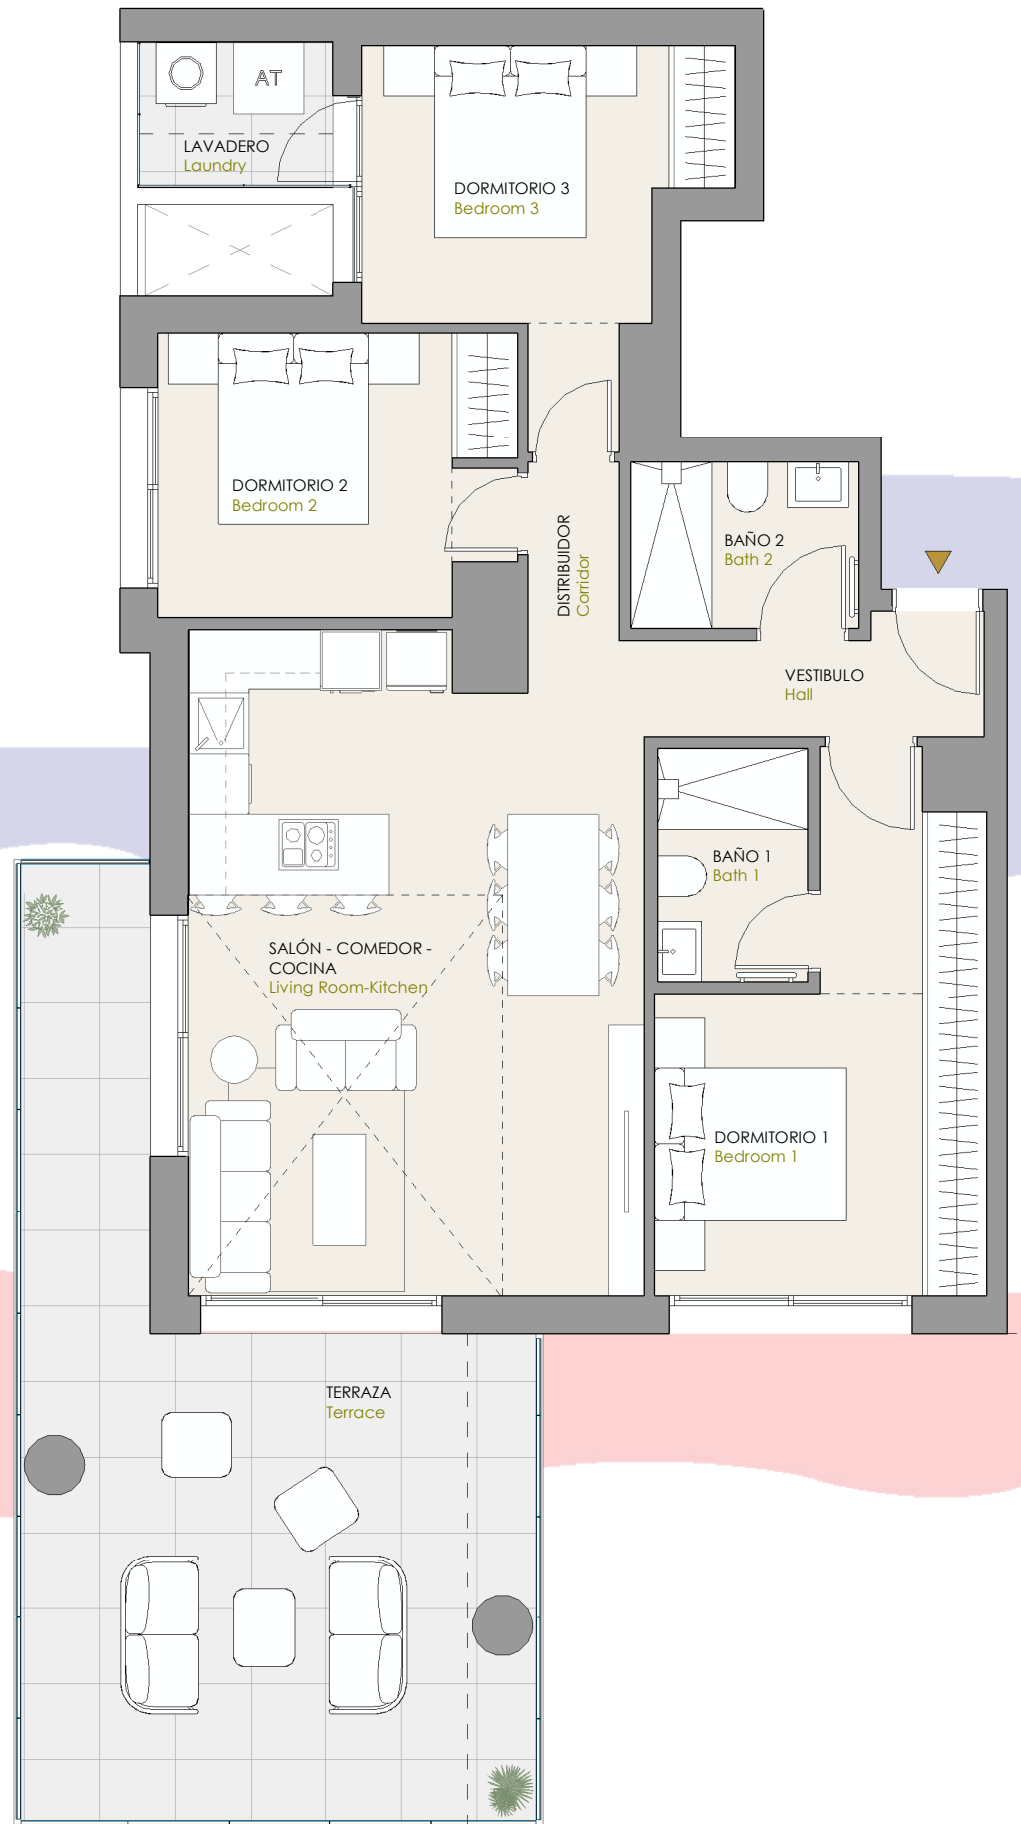 AT
LAVADERO
Laundry
DORMITORIO 3
Bedroom 3
DORMITORIO 2
Bedroom 2
DISTRIBUIDOR
Corridor
BAÑO 2
Bath 2
VESTIBULO
Hall
BAÑO 1
Bath 1
SALÓN - COMEDOR -
COCINA
Living Room-Kitchen
DORMITORIO 1
Bedroom 1
TERRAZA
Terrace